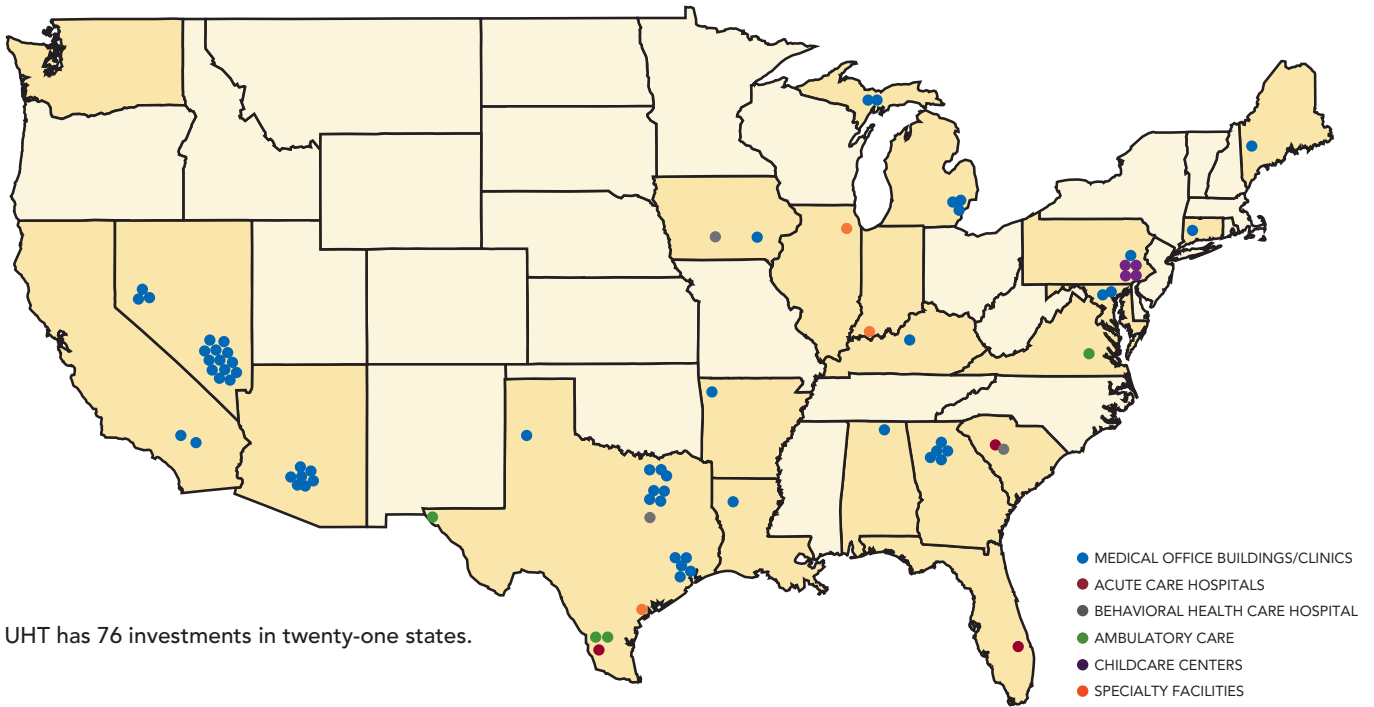 MEDICAL OFFICE BUILDINGS/CLINICS
ACUTE CARE HOSPITALS
BEHAVIORAL HEALTH CARE HOSPITAL
AMBULATORY CARE
CHILDCARE CENTERS
SPECIALTY FACILITIES
UHT has 76 investments in twenty-one states.